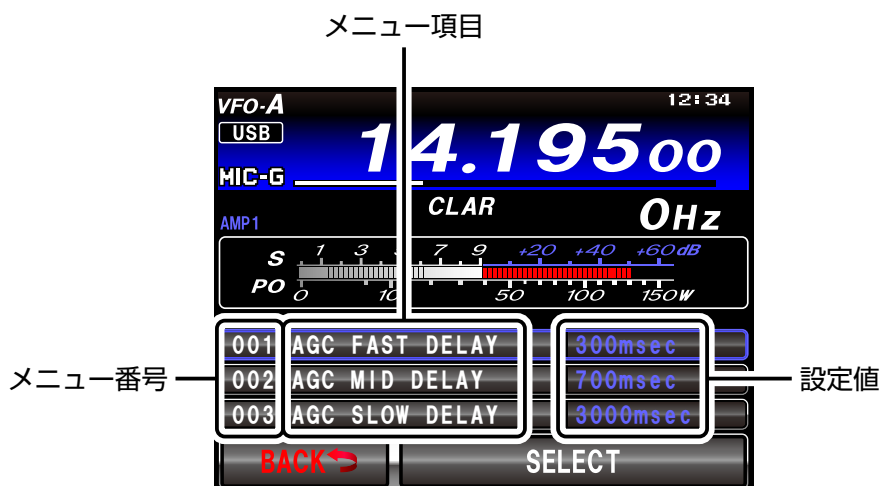 メニュー項目
VFO-A 12:34
USB
14.19500
MIC-G
CLAR 0Hz
AMP1
S 1 3 5 7 9 +20 +40 +60dB
PO 0 10 50 100 150W
001 AGC FAST DELAY 300msec
メニュー番号 002 AGC MID DELAY 700msec 設定値
003 AGC SLOW DELAY 3000msec
BACK SELECT